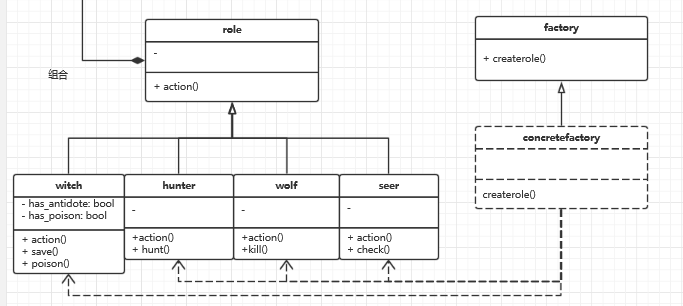 role
-
+ action()
组合
factory
+ createrole()
concretefactory
createrole()
witch
- has_antidote: bool
- has_poison: bool
+ action()
+ save()
+ poison()
hunter
-
+action()
+ hunt()
wolf
-
+action()
+kill()
seer
-
+ action()
+ check()